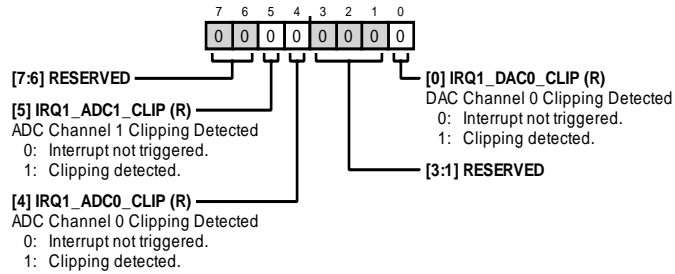 7 6 5 4 3 2 1 0
0 0 0 0 0 0 0 0
[7:6] RESERVED
[5] IRQ1_ADC1_CLIP (R)
ADC Channel 1 Clipping Detected
0: Interrupt not triggered.
1: Clipping detected.
[4] IRQ1_ADC0_CLIP (R)
ADC Channel 0 Clipping Detected
0: Interrupt not triggered.
1: Clipping detected.
[0] IRQ1_DAC0_CLIP (R)
DAC Channel 0 Clipping Detected
0: Interrupt not triggered.
1: Clipping detected.
[3:1] RESERVED